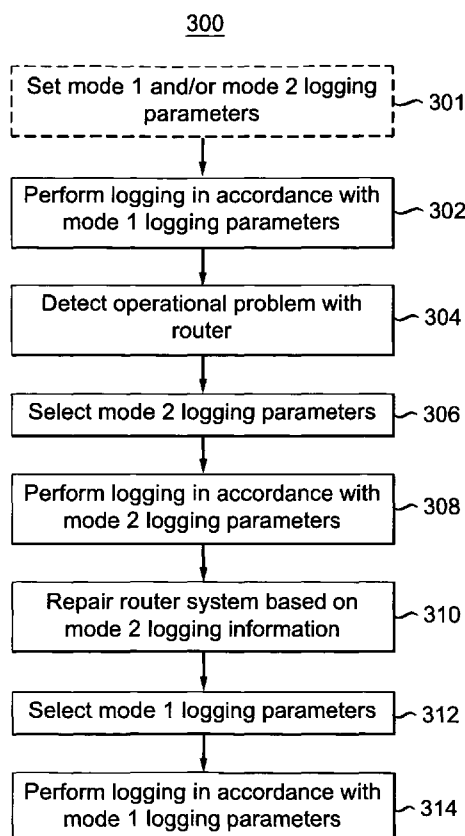 300
Set mode 1 and/or mode 2 logging
parameters
301
Perform logging in accordance with
mode 1 logging parameters
302
Detect operational problem with
router
304
Select mode 2 logging parameters
306
Perform logging in accordance with
mode 2 logging parameters
308
Repair router system based on
mode 2 logging information
310
Select mode 1 logging parameters
312
Perform logging in accordance with
mode 1 logging parameters
314